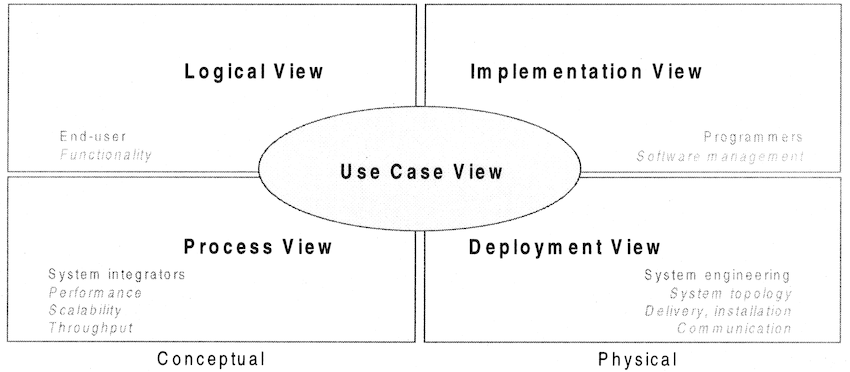 Logical View
End-user
Functionality
Implementation View
Programmers
Software management
Use Case View
Process View
System integrators
Performance
Scalability
Throughput
Deployment View
System engineering
System topology
Delivery, installation
Communication
Conceptual
Physical